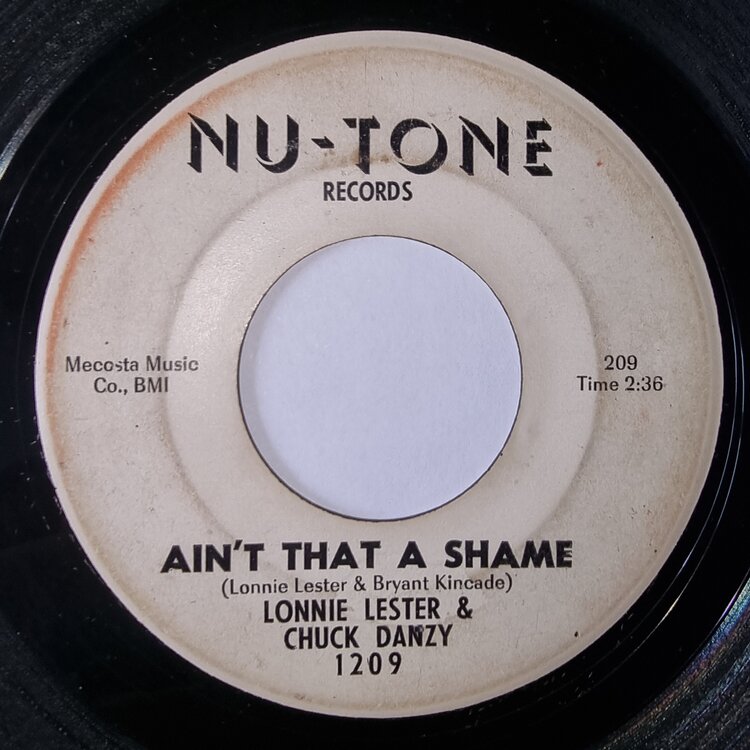 NU-TONE
RECORDS
Mecosta Music
Co., BMI
209
Time 2:36
AIN'T THAT A SHAME
(Lonnie Lester & Bryant Kincade)
LONNIE LESTER &
CHUCK DANZY
1209